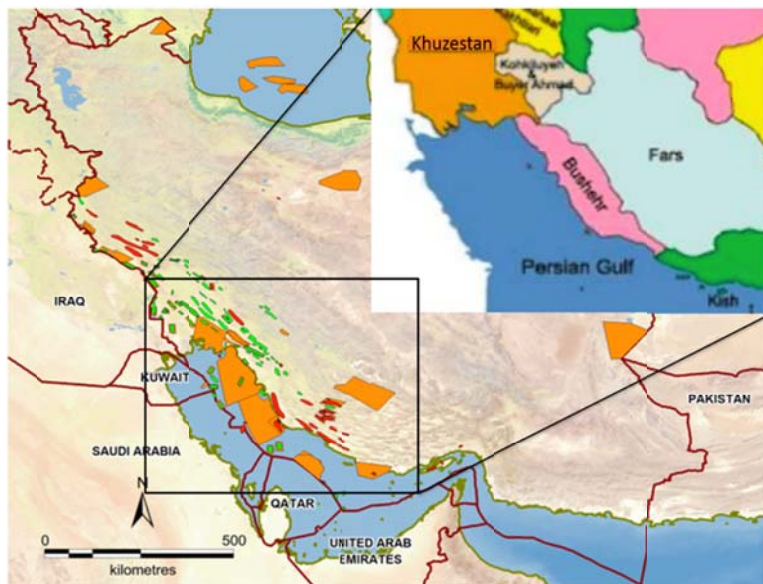 Khuzestan
Kohkiluyeh
&
Buyer Ahmad
Fars
Bushehr
Persian Gulf
Kish
IRAQ
KUWAIT
PAKISTAN
SAUDI ARABIA
N
QATAR
UNITED ARAB
EMIRATES
0
500
kilometres